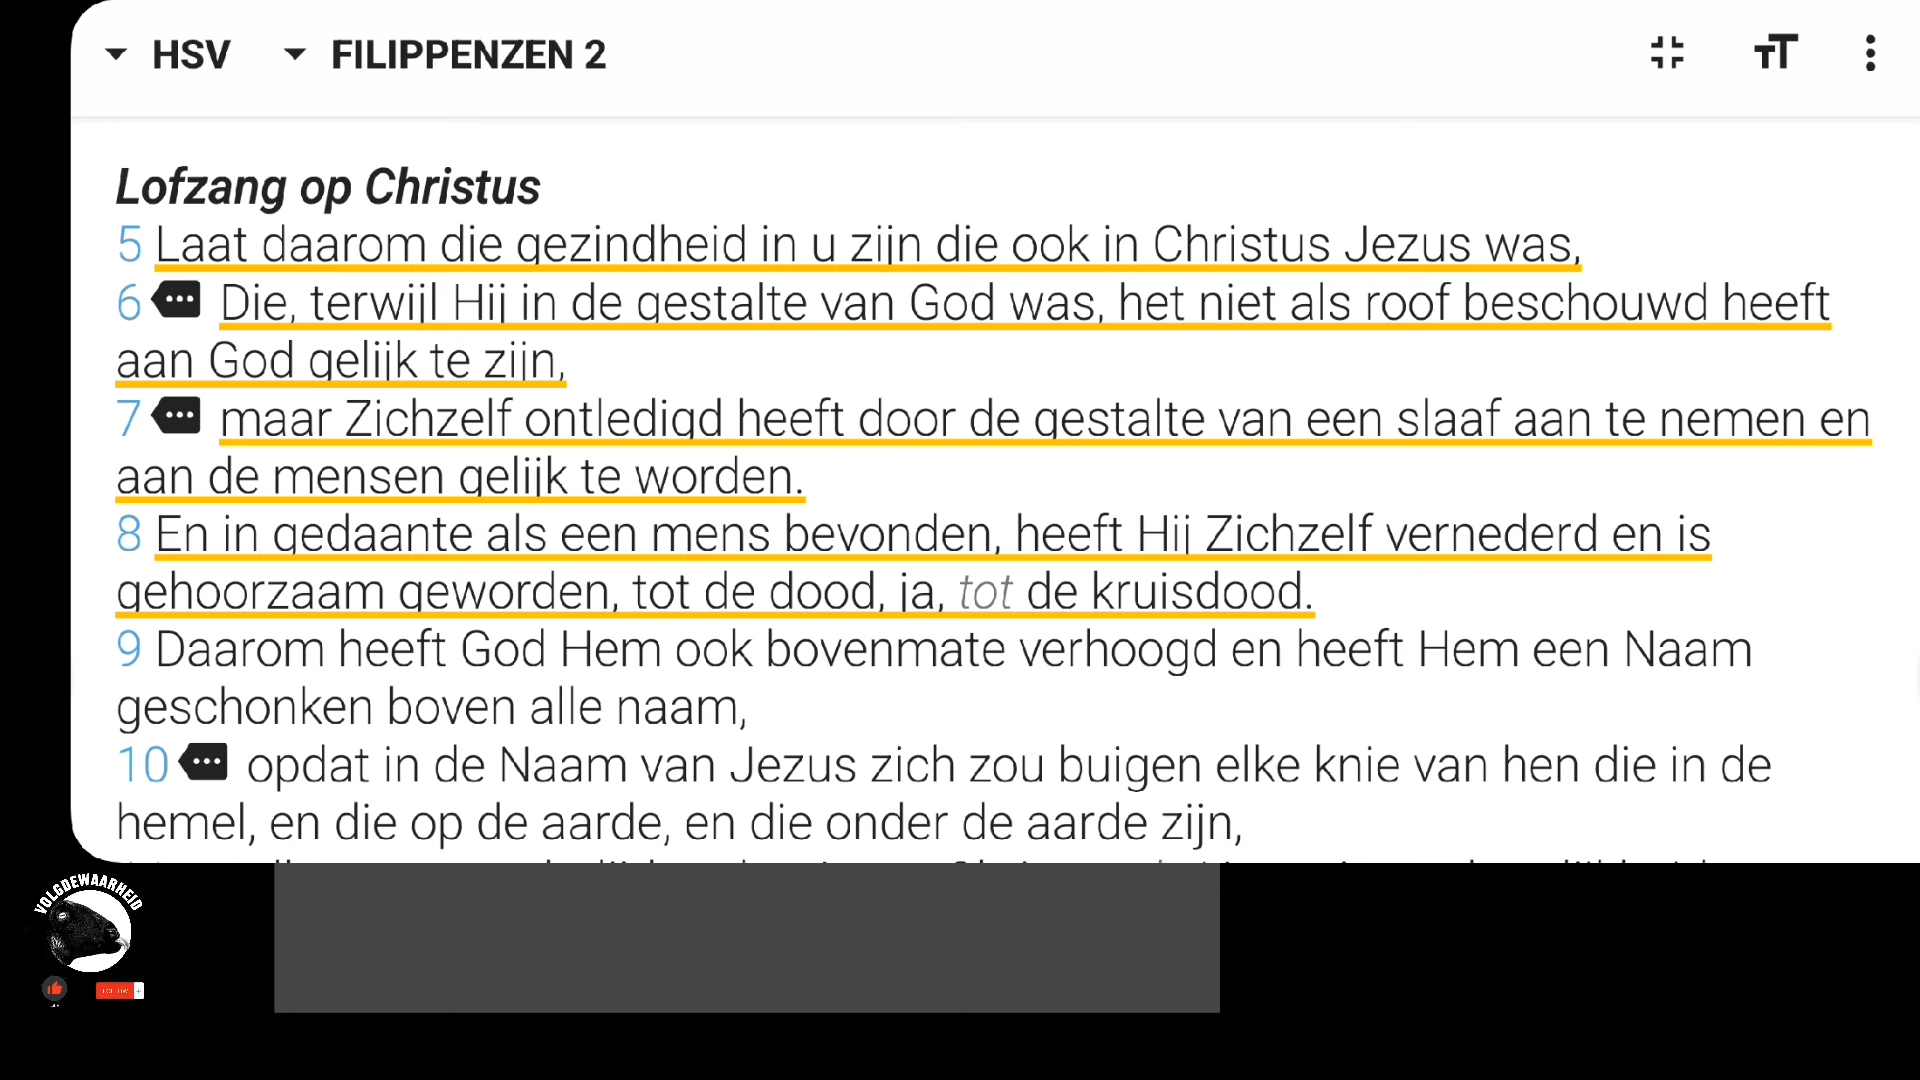 HSV FILIPPENZEN 2
Lofzang op Christus
5 Laat daarom die gezindheid in u zijn die ook in Christus Jezus was,
6 Die, terwijl Hij in de gestalte van God was, het niet als roof beschouwd heeft
aan God gelijk te zijn,
7 maar Zichzelf ontledigd heeft door de gestalte van een slaaf aan te nemen en
aan de mensen gelijk te worden.
8 En in gedaante als een mens bevonden, heeft Hij Zichzelf vernederd en is
gehoorzaam geworden, tot de dood, ja, tot de kruisdood.
9 Daarom heeft God Hem ook bovenmate verhoogd en heeft Hem een Naam
geschonken boven alle naam,
10 opdat in de Naam van Jezus zich zou buigen elke knie van hen die in de
hemel, en die op de aarde, en die onder de aarde zijn,
VOLGDEWAARHEID